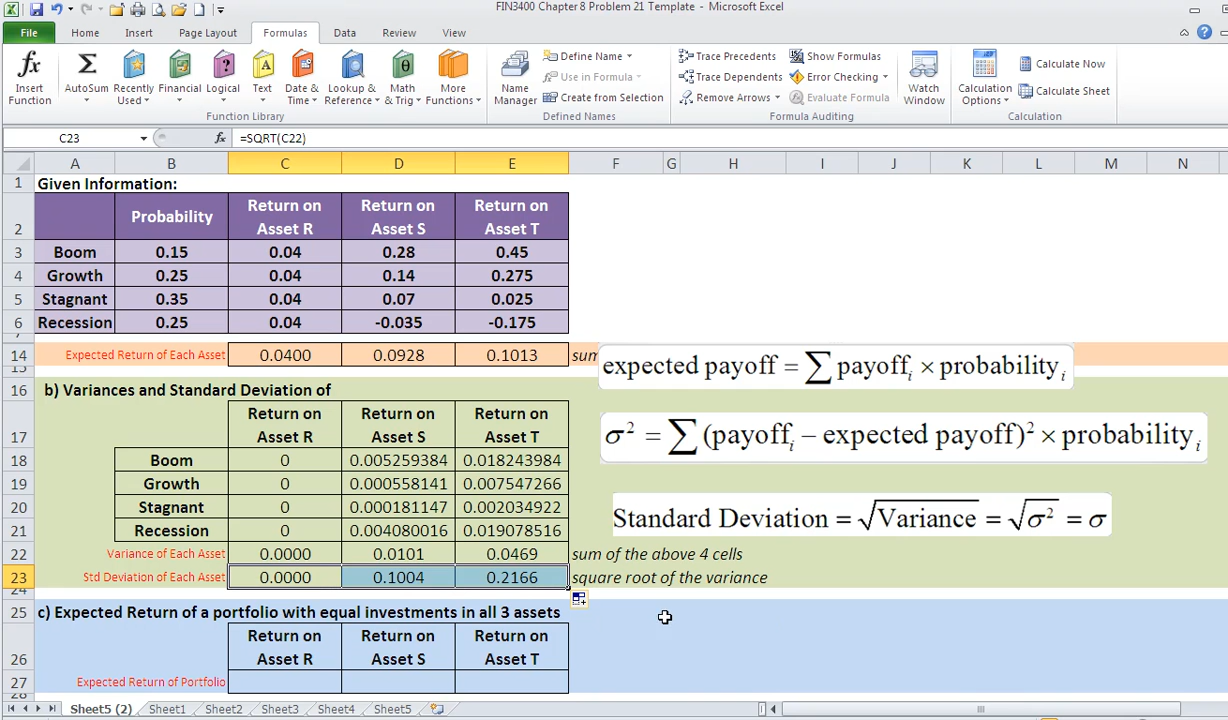 FIN3400 Chapter 8 Problem 21 Template - Microsoft Excel
File Home Insert Page Layout Formulas Data Review View
Insert Function
AutoSum
Recently Used
Financial
Logical
Text
Date & Time
Lookup & Reference
Math & Trig
More Functions
Function Library
Name Manager
Define Name
Use in Formula
Create from Selection
Defined Names
Trace Precedents
Trace Dependents
Remove Arrows
Show Formulas
Error Checking
Evaluate Formula
Formula Auditing
Watch Window
Calculation Options
Calculate Now
Calculate Sheet
Calculation
C23 fx =SQRT(C22)
A B C D E F G H I J K L M N
1 Given Information:
2 Probability Return on Asset R Return on Asset S Return on Asset T
3 Boom 0.15 0.04 0.28 0.45
4 Growth 0.25 0.04 0.14 0.275
5 Stagnant 0.35 0.04 0.07 0.025
6 Recession 0.25 0.04 -0.035 -0.175
14 Expected Return of Each Asset 0.0400 0.0928 0.1013 sum
expected payoff = ∑ payoffᵢ × probabilityᵢ
16 b) Variances and Standard Deviation of
17 Return on Asset R Return on Asset S Return on Asset T
σ² = ∑ (payoffᵢ – expected payoff)² × probabilityᵢ
18 Boom 0 0.005259384 0.018243984
19 Growth 0 0.000558141 0.007547266
20 Stagnant 0 0.000181147 0.002034922
Standard Deviation = √Variance = √σ² = σ
21 Recession 0 0.004080016 0.019078516
22 Variance of Each Asset 0.0000 0.0101 0.0469 sum of the above 4 cells
23 Std Deviation of Each Asset 0.0000 0.1004 0.2166 square root of the variance
25 c) Expected Return of a portfolio with equal investments in all 3 assets
26 Return on Asset R Return on Asset S Return on Asset T
27 Expected Return of Portfolio
Sheet5 (2) Sheet1 Sheet2 Sheet3 Sheet4 Sheet5